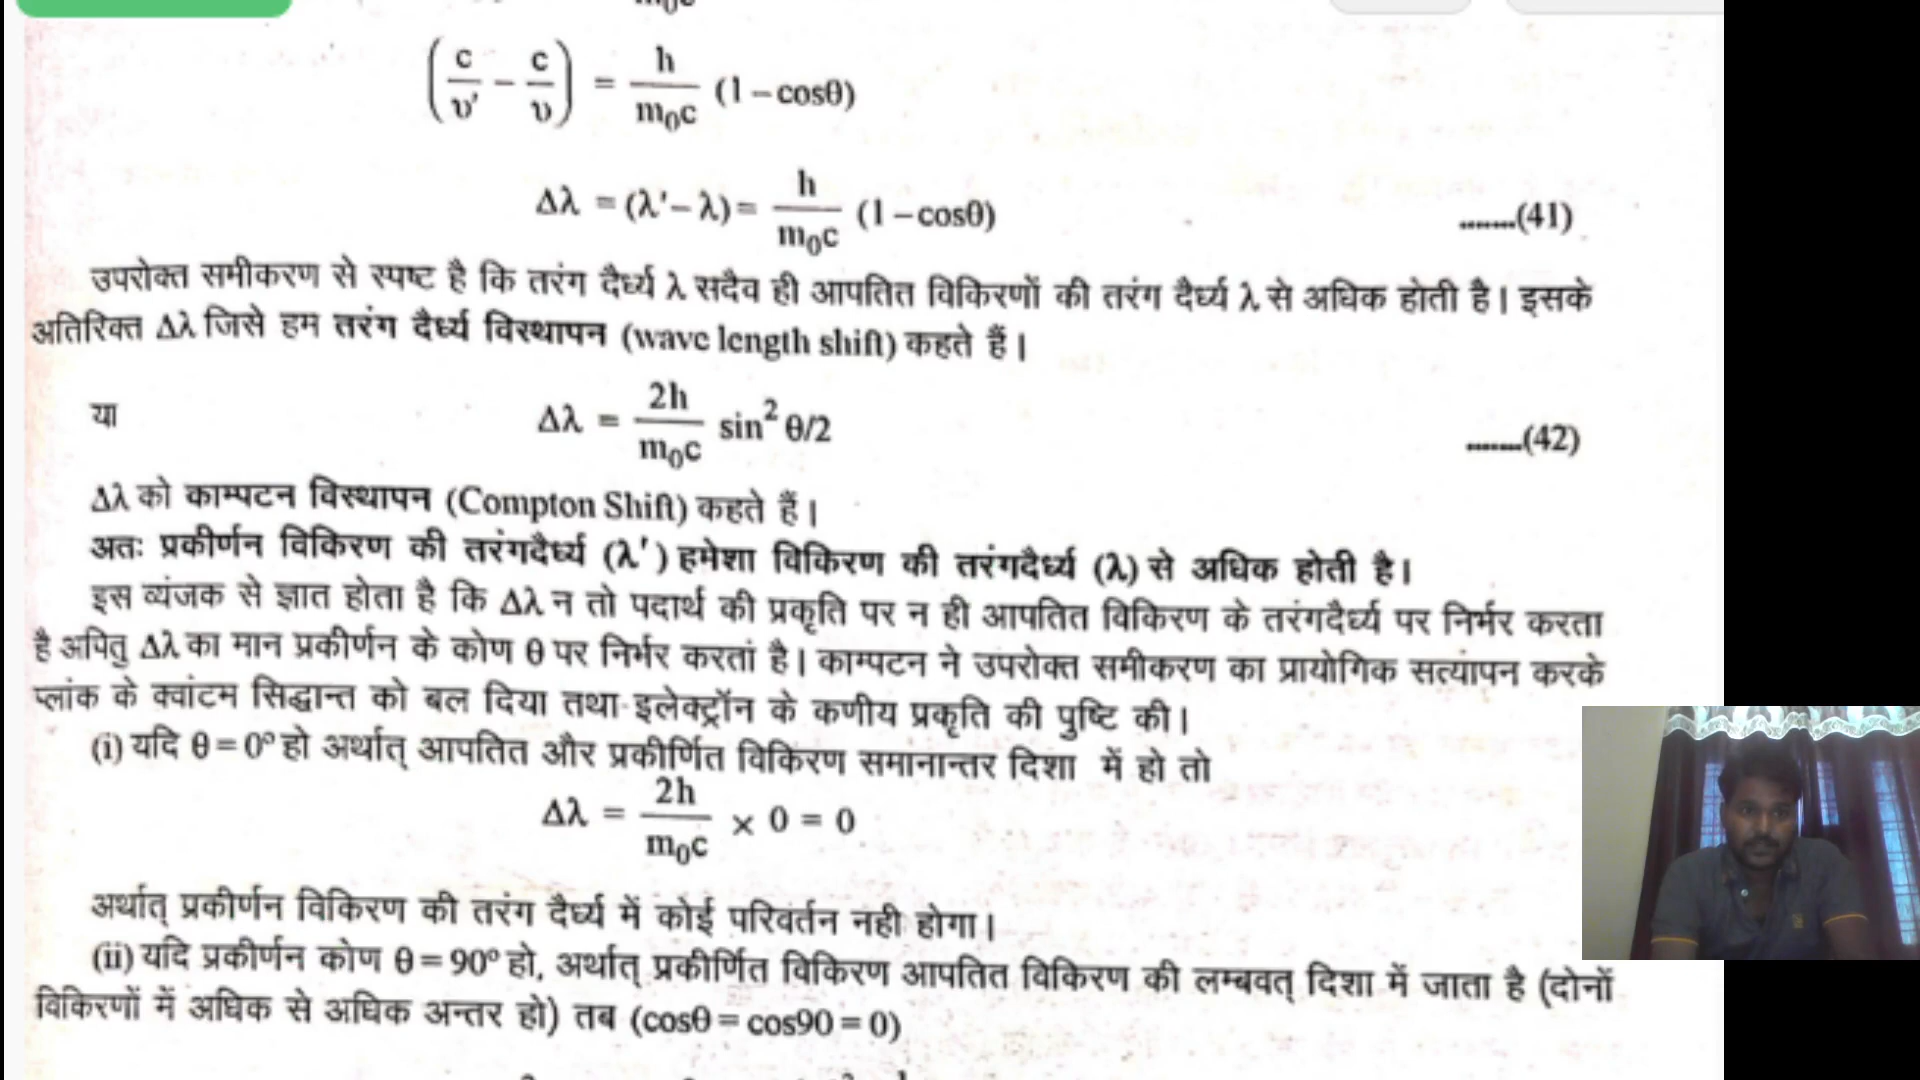 (c/υ' − c/υ) = h/m₀c (1−cosθ)
Δλ = (λ'−λ) = h/m₀c (1−cosθ) .......(41)
उपरोक्त समीकरण से स्पष्ट है कि तरंग दैर्ध्य λ सदैव ही आपतित विकिरणों की तरंग दैर्ध्य λ से अधिक होती है। इसके
अतिरिक्त Δλ जिसे हम तरंग दैर्ध्य विस्थापन (wave length shift) कहते हैं।
या Δλ = 2h/m₀c sin² θ/2 .......(42)
Δλ को काम्पटन विस्थापन (Compton Shift) कहते हैं।
अतः प्रकीर्णन विकिरण की तरंगदैर्ध्य (λ') हमेशा विकिरण की तरंगदैर्ध्य (λ) से अधिक होती है।
इस व्यंजक से ज्ञात होता है कि Δλ न तो पदार्थ की प्रकृति पर न ही आपतित विकिरण के तरंगदैर्ध्य पर निर्भर करता
है अपितु Δλ का मान प्रकीर्णन के कोण θ पर निर्भर करता है। काम्पटन ने उपरोक्त समीकरण का प्रायोगिक सत्यापन करके
प्लांक के क्वांटम सिद्धान्त को बल दिया तथा इलेक्ट्रॉन के कणीय प्रकृति की पुष्टि की।
(i) यदि θ = 0° हो अर्थात् आपतित और प्रकीर्णित विकिरण समानान्तर दिशा में हो तो
Δλ = 2h/m₀c × 0 = 0
अर्थात् प्रकीर्णन विकिरण की तरंग दैर्ध्य में कोई परिवर्तन नही होगा।
(ii) यदि प्रकीर्णन कोण θ = 90° हो, अर्थात् प्रकीर्णित विकिरण आपतित विकिरण की लम्बवत् दिशा में जाता है (दोनों
विकिरणों में अधिक से अधिक अन्तर हो) तब (cosθ = cos90 = 0)